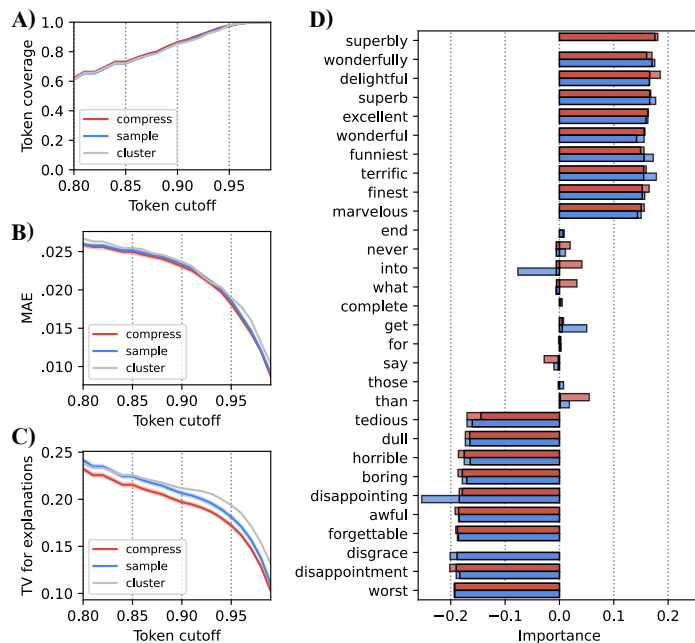 A)
Token coverage
1.0
0.8
0.6
0.4
0.2
0.0
compress
sample
cluster
0.80 0.85 0.90 0.95
Token cutoff
B)
MAE
.025
.020
.015
.010
compress
sample
cluster
0.80 0.85 0.90 0.95
Token cutoff
C)
TV for explanations
0.25
0.20
0.15
0.10
compress
sample
cluster
0.80 0.85 0.90 0.95
Token cutoff
D)
superbly
wonderfully
delightful
superb
excellent
wonderful
funniest
terrific
finest
marvelous
end
never
into
what
complete
get
for
say
those
than
tedious
dull
horrible
boring
disappointing
awful
forgettable
disgrace
disappointment
worst
−0.2 −0.1 0.0 0.1 0.2
Importance